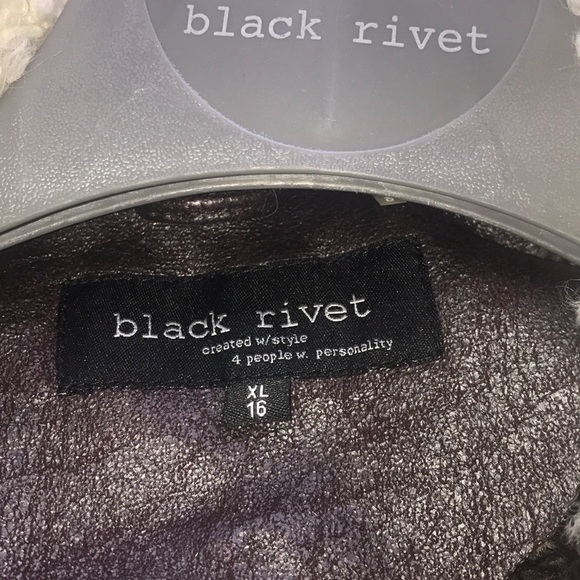 black rivet
black rivet
created w/style
4 people w. personality
XL
16